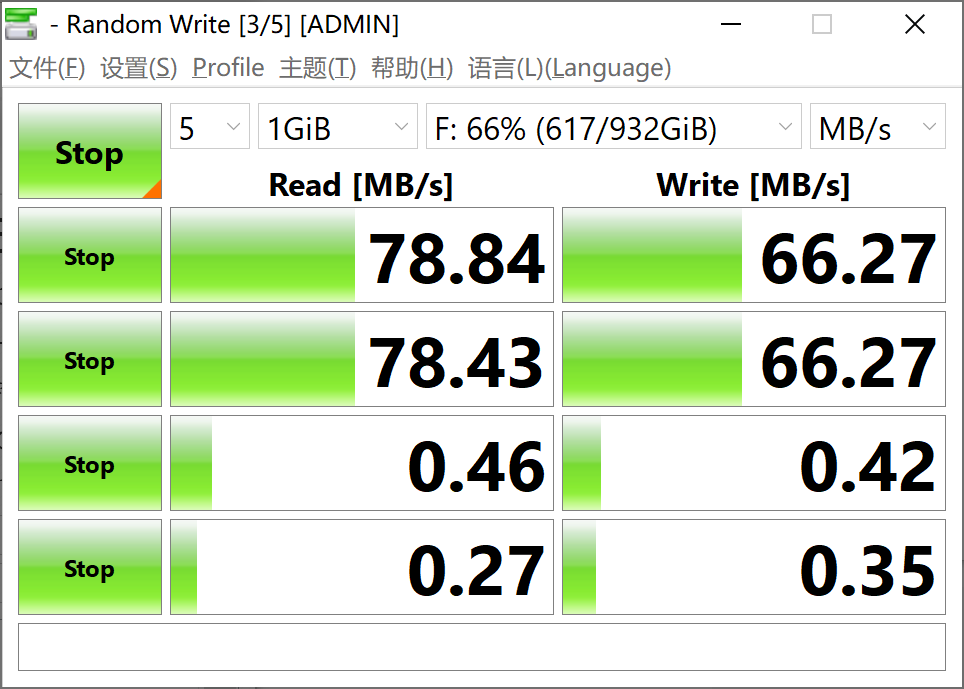 - Random Write [3/5] [ADMIN]
文件(F) 设置(S) Profile 主题(T) 帮助(H) 语言(L)(Language)
Stop 5 1GiB F: 66% (617/932GiB) MB/s
Read [MB/s] Write [MB/s]
Stop 78.84 66.27
Stop 78.43 66.27
Stop 0.46 0.42
Stop 0.27 0.35